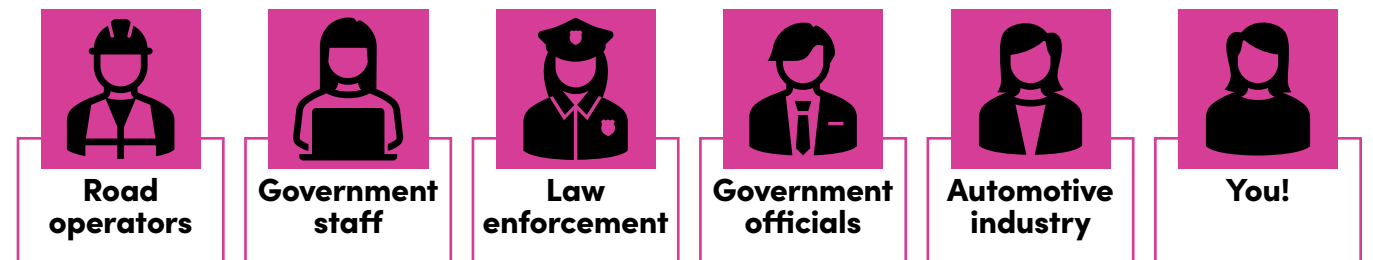 Road
operators
Government
staff
Law
enforcement
Government
officials
Automotive
industry
You!